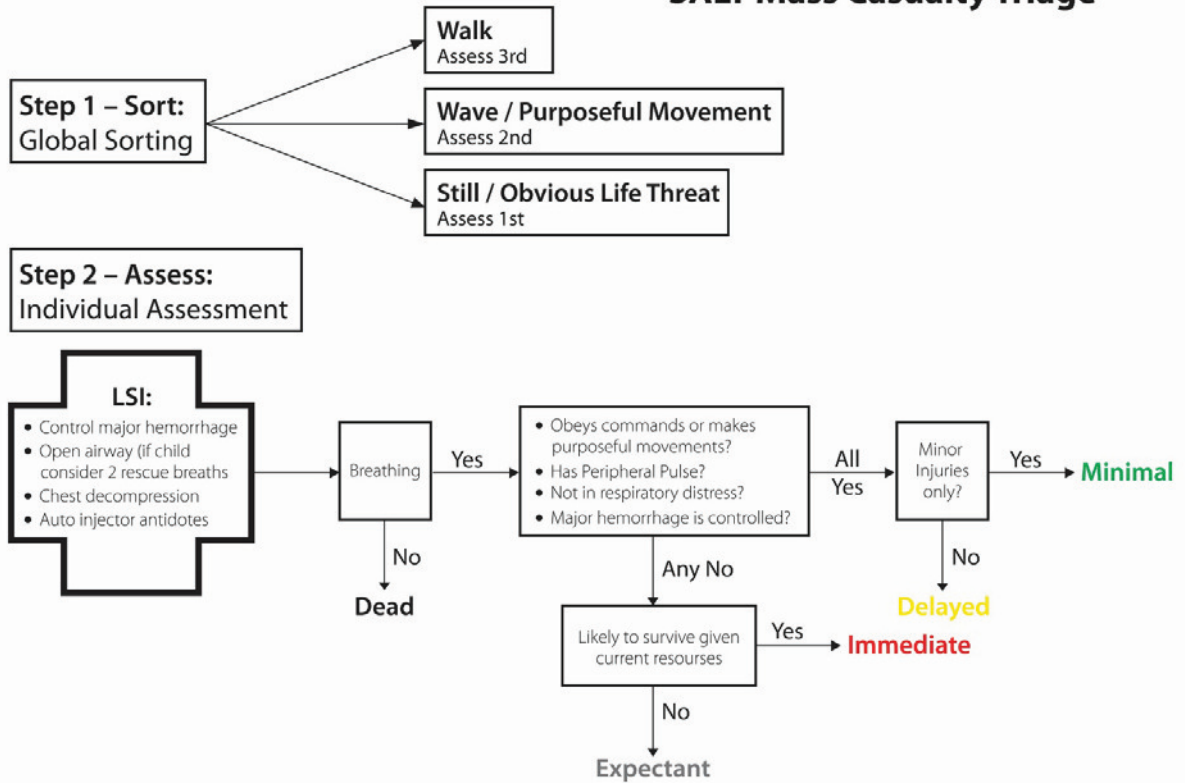 SALT Mass Casualty Triage
Walk
Assess 3rd
Step 1 – Sort:
Global Sorting
Wave / Purposeful Movement
Assess 2nd
Still / Obvious Life Threat
Assess 1st
Step 2 – Assess:
Individual Assessment
LSI:
• Control major hemorrhage
• Open airway (if child
consider 2 rescue breaths
• Chest decompression
• Auto injector antidotes
Breathing
Yes
No
Dead
• Obeys commands or makes
purposeful movements?
• Has Peripheral Pulse?
• Not in respiratory distress?
• Major hemorrhage is controlled?
All
Yes
Minor
Injuries
only?
Yes
Minimal
No
Delayed
Any No
Likely to survive given
current resourses
Yes
Immediate
No
Expectant